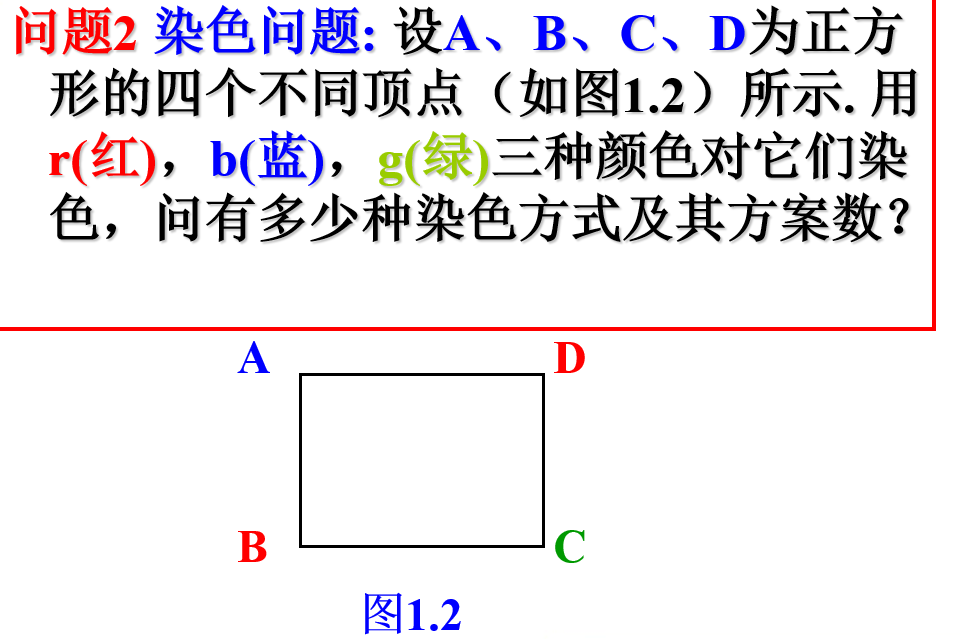 问题2 染色问题: 设A、B、C、D为正方
形的四个不同顶点（如图1.2）所示. 用
r(红)，b(蓝)，g(绿)三种颜色对它们染
色，问有多少种染色方式及其方案数？
A D
B C
图1.2